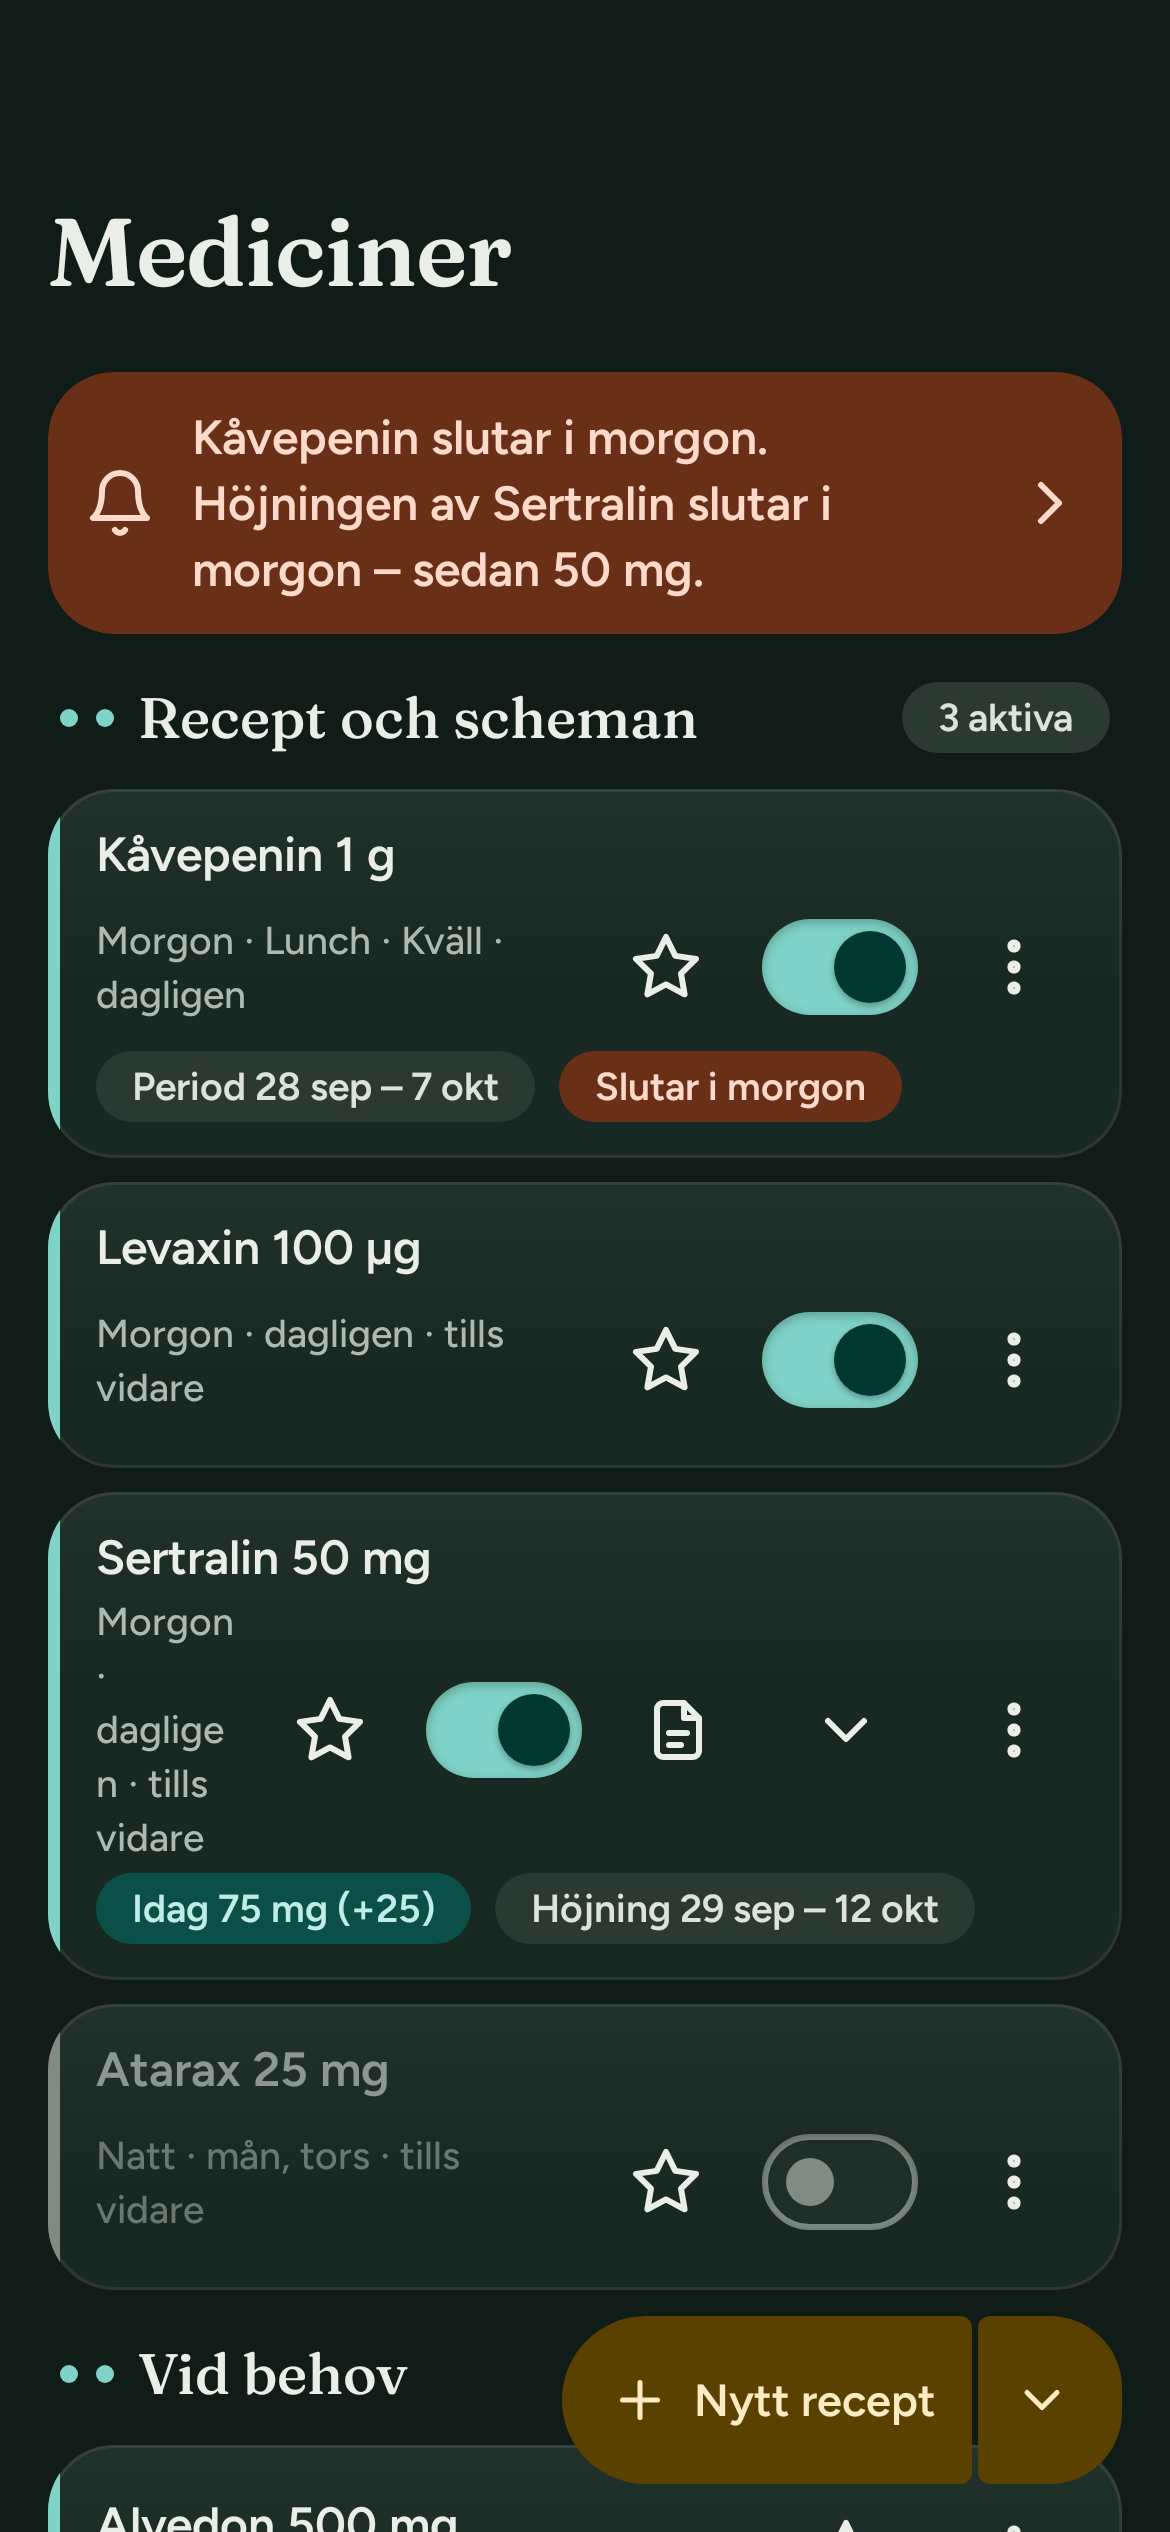 Mediciner
Kåvepenin slutar i morgon.
Höjningen av Sertralin slutar i
morgon – sedan 50 mg.
Recept och scheman
3 aktiva
Kåvepenin 1 g
Morgon · Lunch · Kväll ·
dagligen
Period 28 sep – 7 okt
Slutar i morgon
Levaxin 100 µg
Morgon · dagligen · tills
vidare
Sertralin 50 mg
Morgon
·
daglige
n · tills
vidare
Idag 75 mg (+25)
Höjning 29 sep – 12 okt
Atarax 25 mg
Natt · mån, tors · tills
vidare
Vid behov
Nytt recept
Alvedon 500 mg